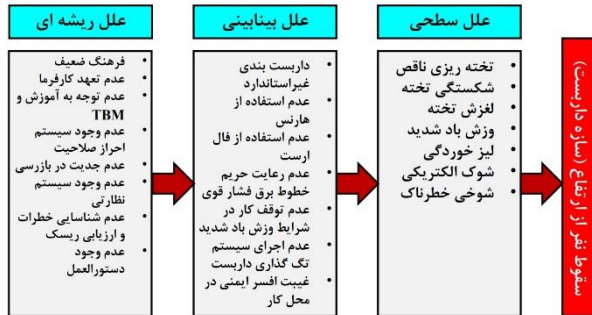 علل ریشه ای
فرهنگ ضعیف
عدم تعهد کارفرما
عدم توجه به آموزش و
TBM
عدم وجود سیستم
احراز صلاحیت
عدم جدیت در بازرسی
عدم وجود سیستم
نظارتی
عدم شناسایی خطرات
و ارزیابی ریسک
عدم وجود
دستورالعمل
علل بینابینی
داربست بندی
غیراستاندارد
عدم استفاده از
هارنس
عدم استفاده از فال
ارست
عدم رعایت حریم
خطوط برق فشار قوی
عدم توقف کار در
شرایط وزش باد شدید
عدم اجرای سیستم
تگ گذاری داربست
غیبت افسر ایمنی در
محل کار
علل سطحی
تخته ریزی ناقص
شکستگی تخته
لغزش تخته
وزش باد شدید
لیز خوردگی
شوک الکتریکی
شوخی خطرناک
سقوط نفر از ارتفاع (سازه داربست)